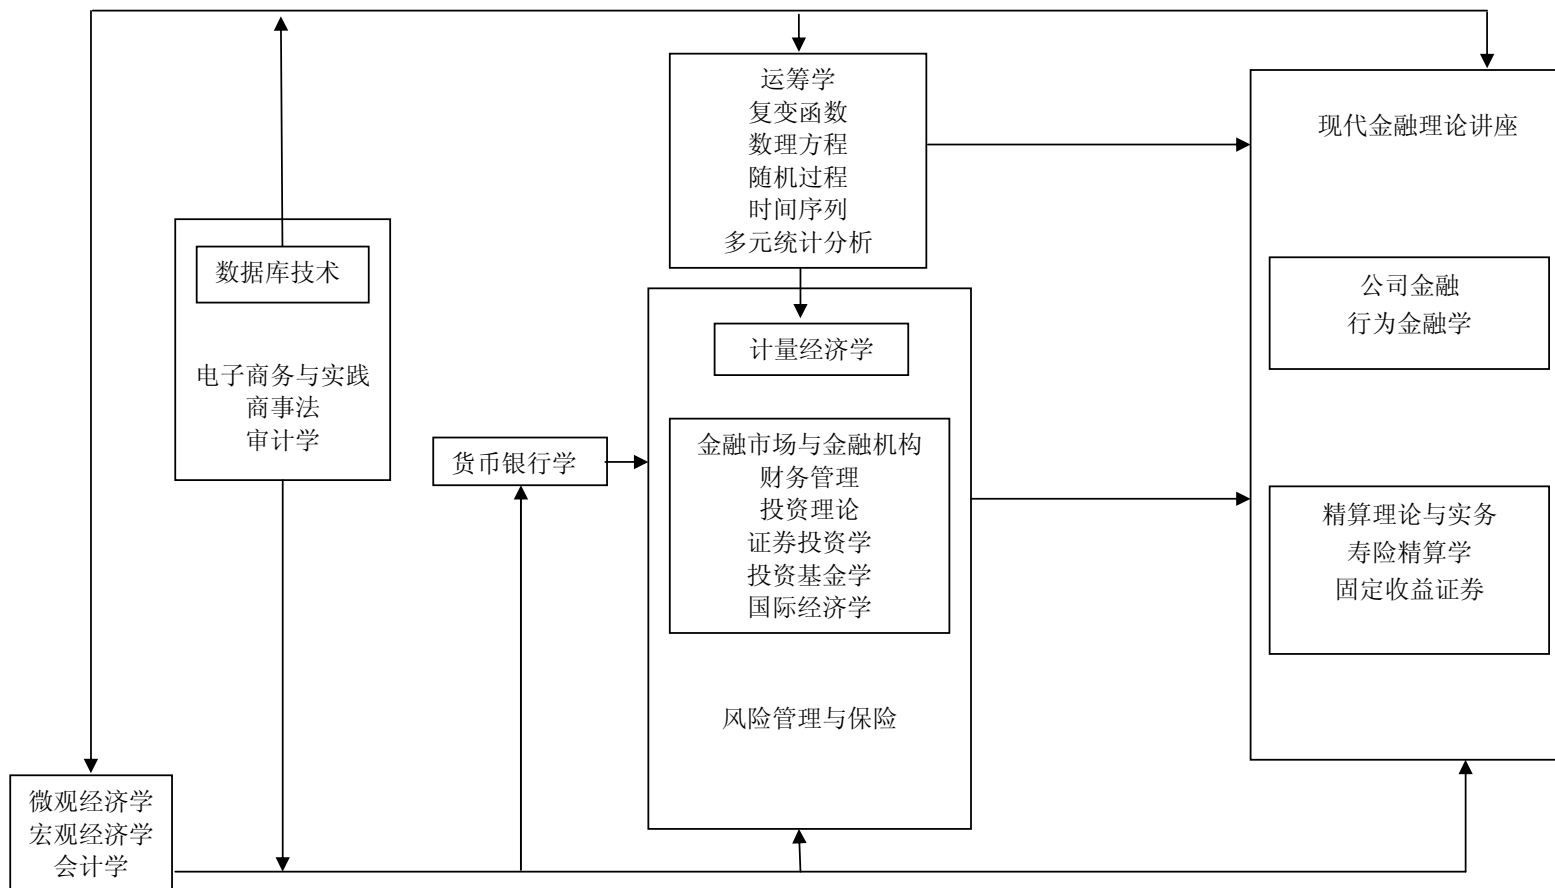 运筹学
复变函数
数理方程
随机过程
时间序列
多元统计分析
现代金融理论讲座
数据库技术
电子商务与实践
商事法
审计学
公司金融
行为金融学
计量经济学
货币银行学
金融市场与金融机构
财务管理
投资理论
证券投资学
投资基金学
国际经济学
精算理论与实务
寿险精算学
固定收益证券
风险管理与保险
微观经济学
宏观经济学
会计学